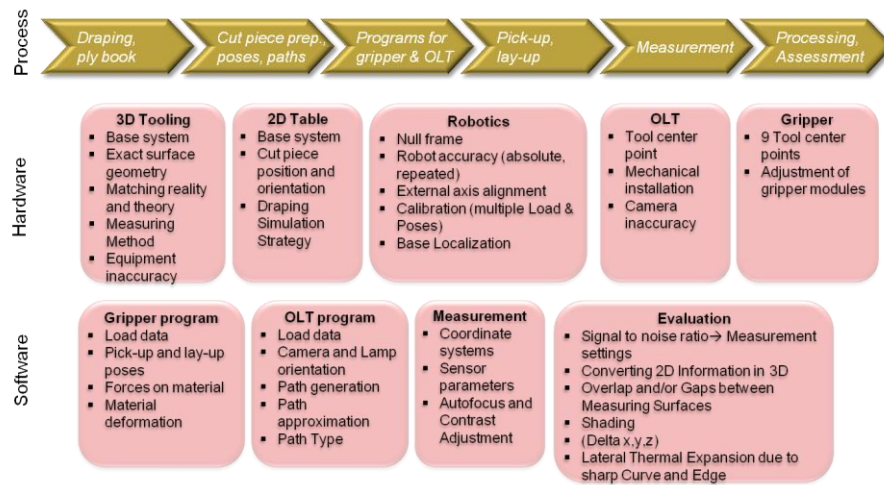 Process
Draping,
ply book
Cut piece prep.,
poses, paths
Programs for
gripper & OLT
Pick-up,
lay-up
Measurement
Processing,
Assessment
Hardware
3D Tooling
▪ Base system
▪ Exact surface
geometry
▪ Matching reality
and theory
▪ Measuring
Method
▪ Equipment
inaccuracy
2D Table
▪ Base system
▪ Cut piece
position and
orientation
▪ Draping
Simulation
Strategy
Robotics
▪ Null frame
▪ Robot accuracy (absolute,
repeated)
▪ External axis alignment
▪ Calibration (multiple Load &
Poses)
▪ Base Localization
OLT
▪ Tool center
point
▪ Mechanical
installation
▪ Camera
inaccuracy
Gripper
▪ 9 Tool center
points
▪ Adjustment of
gripper modules
Software
Gripper program
▪ Load data
▪ Pick-up and lay-up
poses
▪ Forces on material
▪ Material
deformation
OLT program
▪ Load data
▪ Camera and Lamp
orientation
▪ Path generation
▪ Path
approximation
▪ Path Type
Measurement
▪ Coordinate
systems
▪ Sensor
parameters
▪ Autofocus and
Contrast
Adjustment
Evaluation
▪ Signal to noise ratio→ Measurement
settings
▪ Converting 2D Information in 3D
▪ Overlap and/or Gaps between
Measuring Surfaces
▪ Shading
▪ (Delta x,y,z)
▪ Lateral Thermal Expansion due to
sharp Curve and Edge